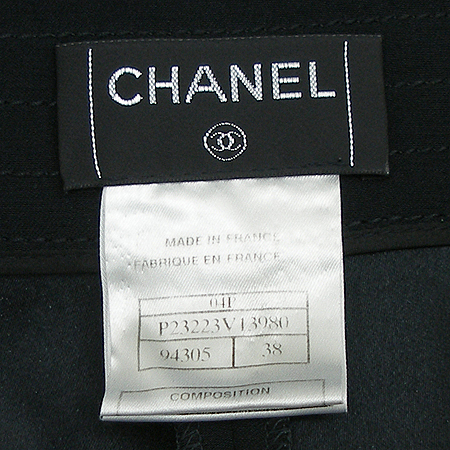 CHANEL
MADE IN FRANCE
FABRIQUE EN FRANCE
04P
P23223V13980
94305 38
COMPOSITION